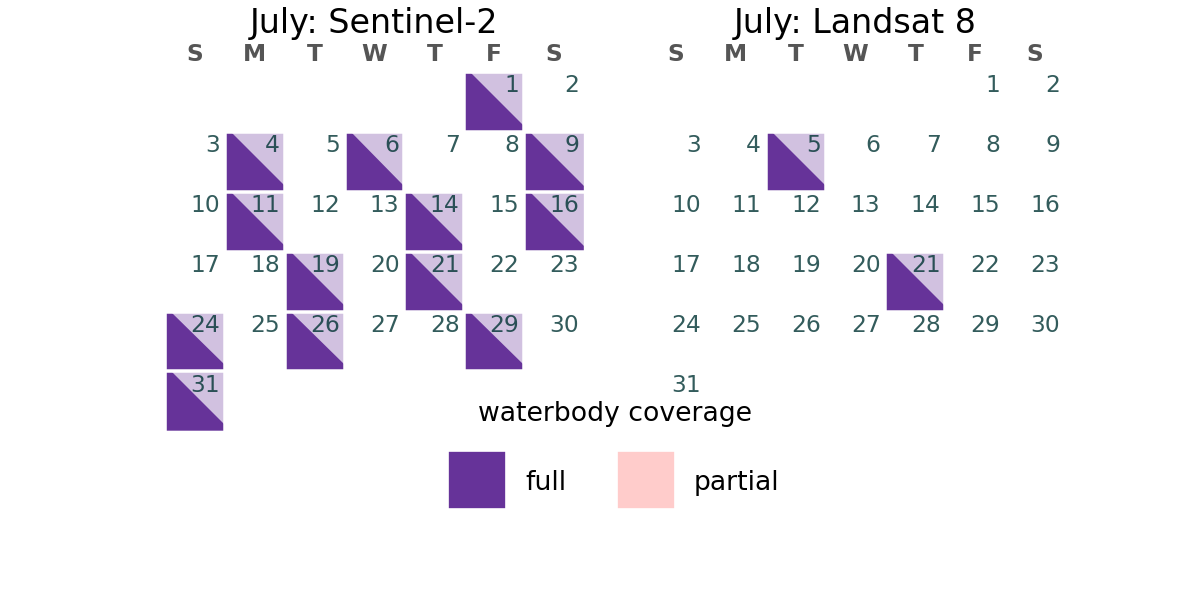 July: Sentinel-2
S M T W T F S
1 2
3 4 5 6 7 8 9
10 11 12 13 14 15 16
17 18 19 20 21 22 23
24 25 26 27 28 29 30
31
July: Landsat 8
S M T W T F S
1 2
3 4 5 6 7 8 9
10 11 12 13 14 15 16
17 18 19 20 21 22 23
24 25 26 27 28 29 30
31
waterbody coverage
full partial